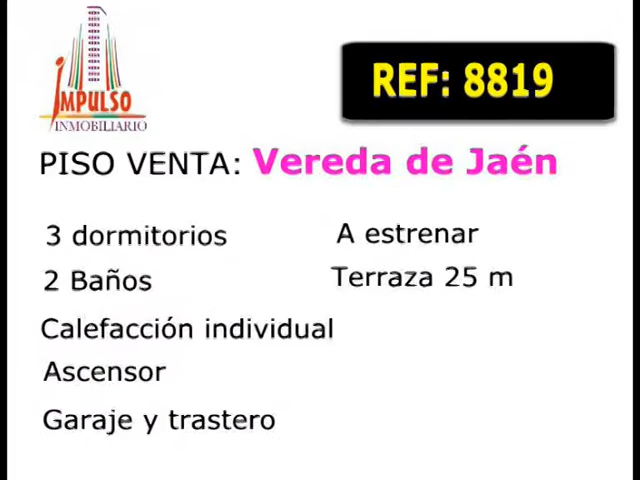 IMPULSO
INMOBILIARIO
REF: 8819
PISO VENTA: Vereda de Jaén
3 dormitorios
A estrenar
2 Baños
Terraza 25 m
Calefacción individual
Ascensor
Garaje y trastero